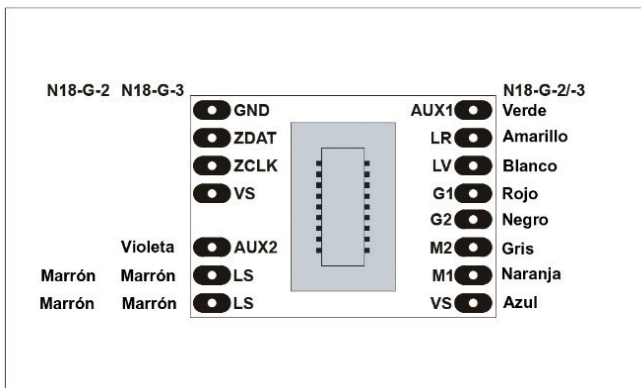 N18-G-2 N18-G-3 N18-G-2/-3
GND AUX1 Verde
ZDAT LR Amarillo
ZCLK LV Blanco
VS G1 Rojo
G2 Negro
Violeta AUX2 M2 Gris
Marrón Marrón LS M1 Naranja
Marrón Marrón LS VS Azul